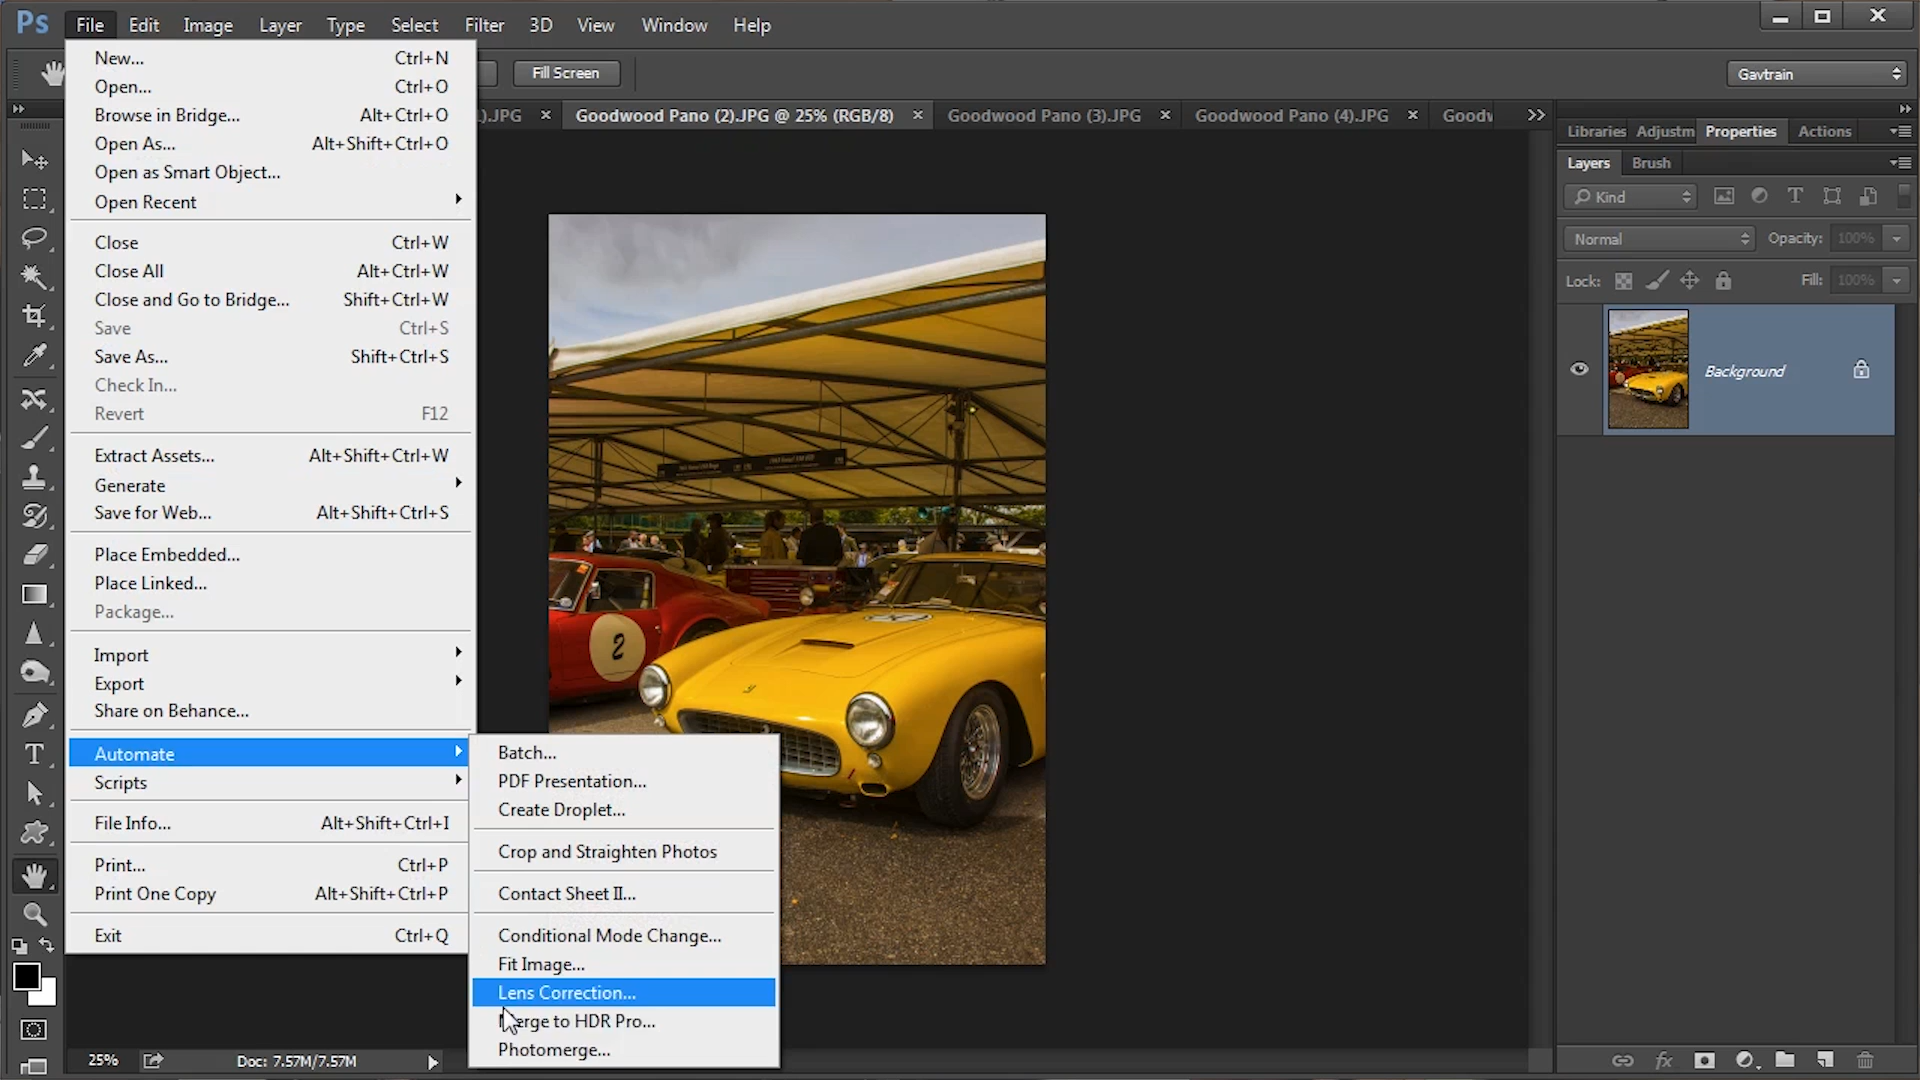 Ps File Edit Image Layer Type Select Filter 3D View Window Help
Fill Screen
Gavtrain
).JPG × Goodwood Pano (2).JPG @ 25% (RGB/8) × Goodwood Pano (3).JPG × Goodwood Pano (4).JPG × Goodw
New... Ctrl+N
Open... Ctrl+O
Browse in Bridge... Alt+Ctrl+O
Open As... Alt+Shift+Ctrl+O
Open as Smart Object...
Open Recent
Close Ctrl+W
Close All Alt+Ctrl+W
Close and Go to Bridge... Shift+Ctrl+W
Save Ctrl+S
Save As... Shift+Ctrl+S
Check In...
Revert F12
Extract Assets... Alt+Shift+Ctrl+W
Generate
Save for Web... Alt+Shift+Ctrl+S
Place Embedded...
Place Linked...
Package...
Import
Export
Share on Behance...
Automate
Scripts
File Info... Alt+Shift+Ctrl+I
Print... Ctrl+P
Print One Copy Alt+Shift+Ctrl+P
Exit Ctrl+Q
Batch...
PDF Presentation...
Create Droplet...
Crop and Straighten Photos
Contact Sheet II...
Conditional Mode Change...
Fit Image...
Lens Correction...
Merge to HDR Pro...
Photomerge...
2
Libraries Adjustm Properties Actions
Layers Brush
Kind
Normal Opacity: 100%
Lock: Fill: 100%
Background
fx
25% Doc: 7.57M/7.57M